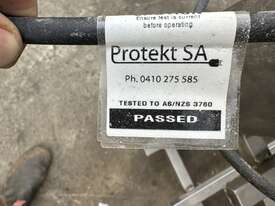 Ensure test is current
before operating
Protekt SA
Ph. 0410 275 585
TESTED TO AS/NZS 3760
PASSED